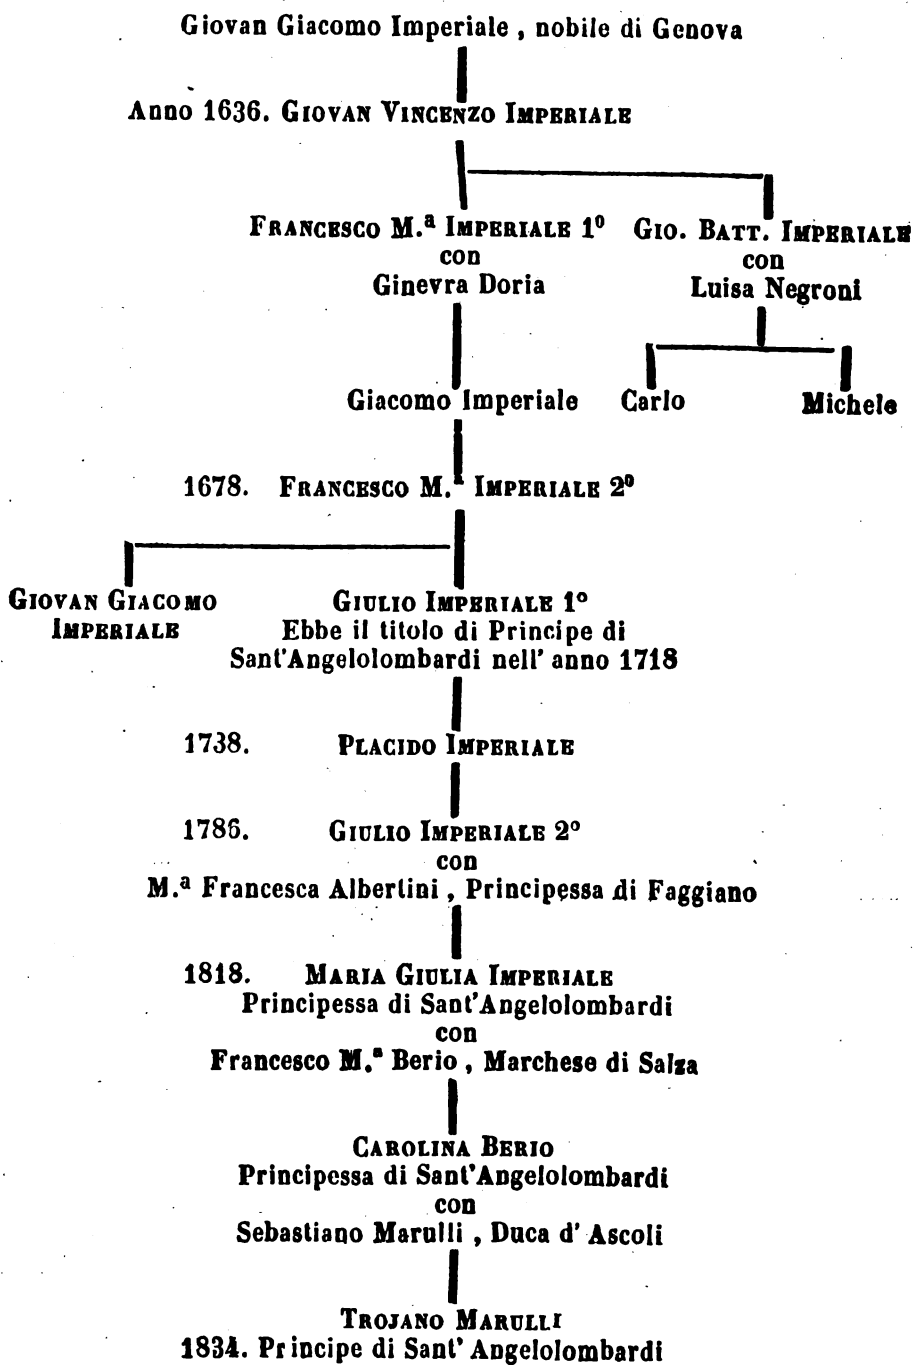 Giovan Giacomo Imperiale, nobile di Genova
Anno 1636. GIOVAN VINCENZO IMPERIALE
FRANCESCO M.ª IMPERIALE 1º
con
Ginevra Doria
GIO. BATT. IMPERIALE
con
Luisa Negroni
Giacomo Imperiale
Carlo
Michele
1678. FRANCESCO M.ª IMPERIALE 2º
GIOVAN GIACOMO
IMPERIALE
GIULIO IMPERIALE 1º
Ebbe il titolo di Principe di
Sant'Angelolombardi nell' anno 1718
1738. PLACIDO IMPERIALE
1786. GIULIO IMPERIALE 2º
con
M.ª Francesca Albertini, Principessa di Faggiano
1818. MARIA GIULIA IMPERIALE
Principessa di Sant'Angelolombardi
con
Francesco M.ª Berio, Marchese di Salza
CAROLINA BERIO
Principessa di Sant'Angelolombardi
con
Sebastiano Marulli, Duca d' Ascoli
TROJANO MARULLI
1834. Principe di Sant' Angelolombardi